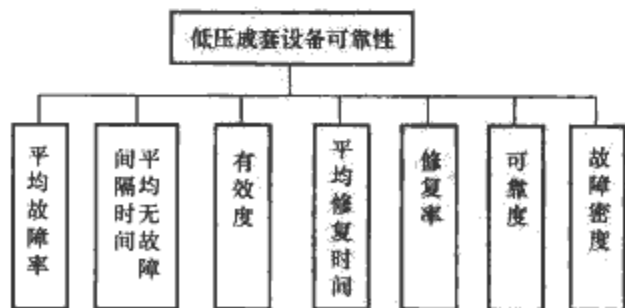 低压成套设备可靠性
平均故障率
平均无故障
间隔时间
有效度
平均修复时间
修复率
可靠度
故障密度